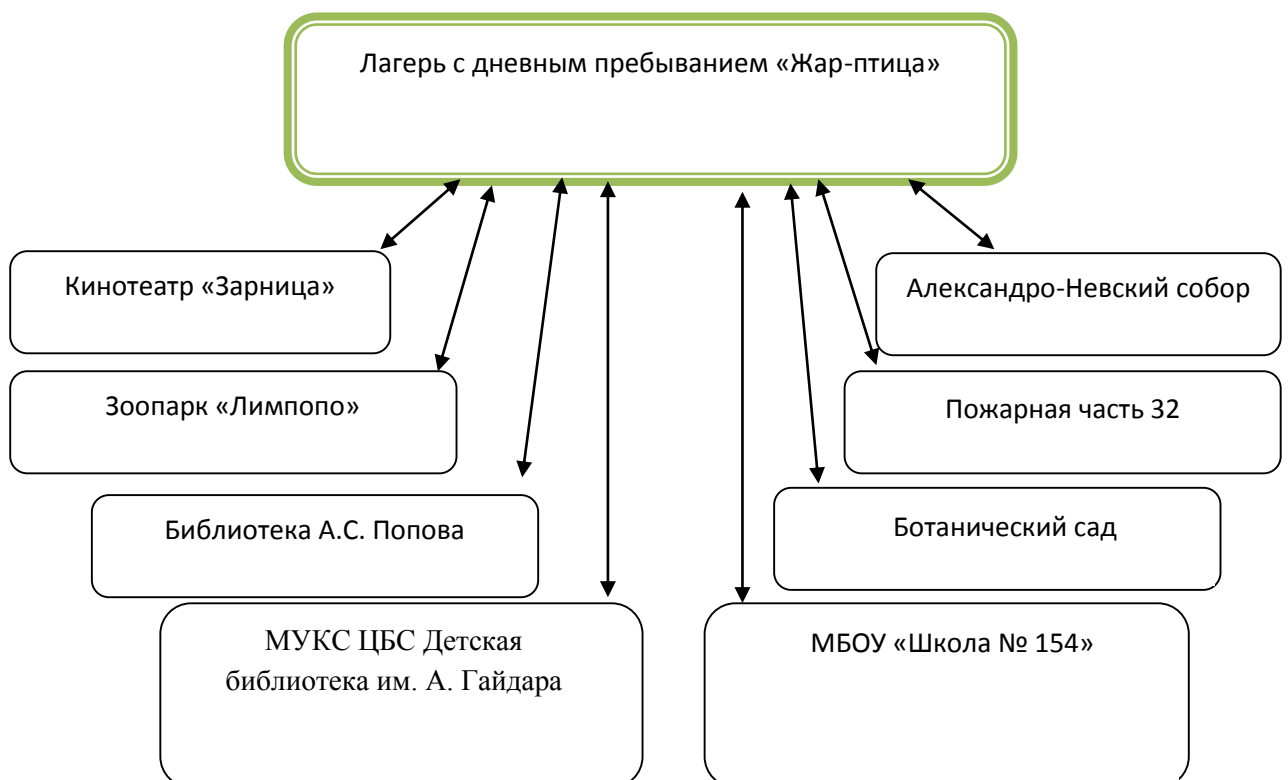 Лагерь с дневным пребыванием «Жар-птица»
Кинотеатр «Зарница»
Александро-Невский собор
Зоопарк «Лимпопо»
Пожарная часть 32
Библиотека А.С. Попова
Ботанический сад
МУКС ЦБС Детская
библиотека им. А. Гайдара
МБОУ «Школа № 154»